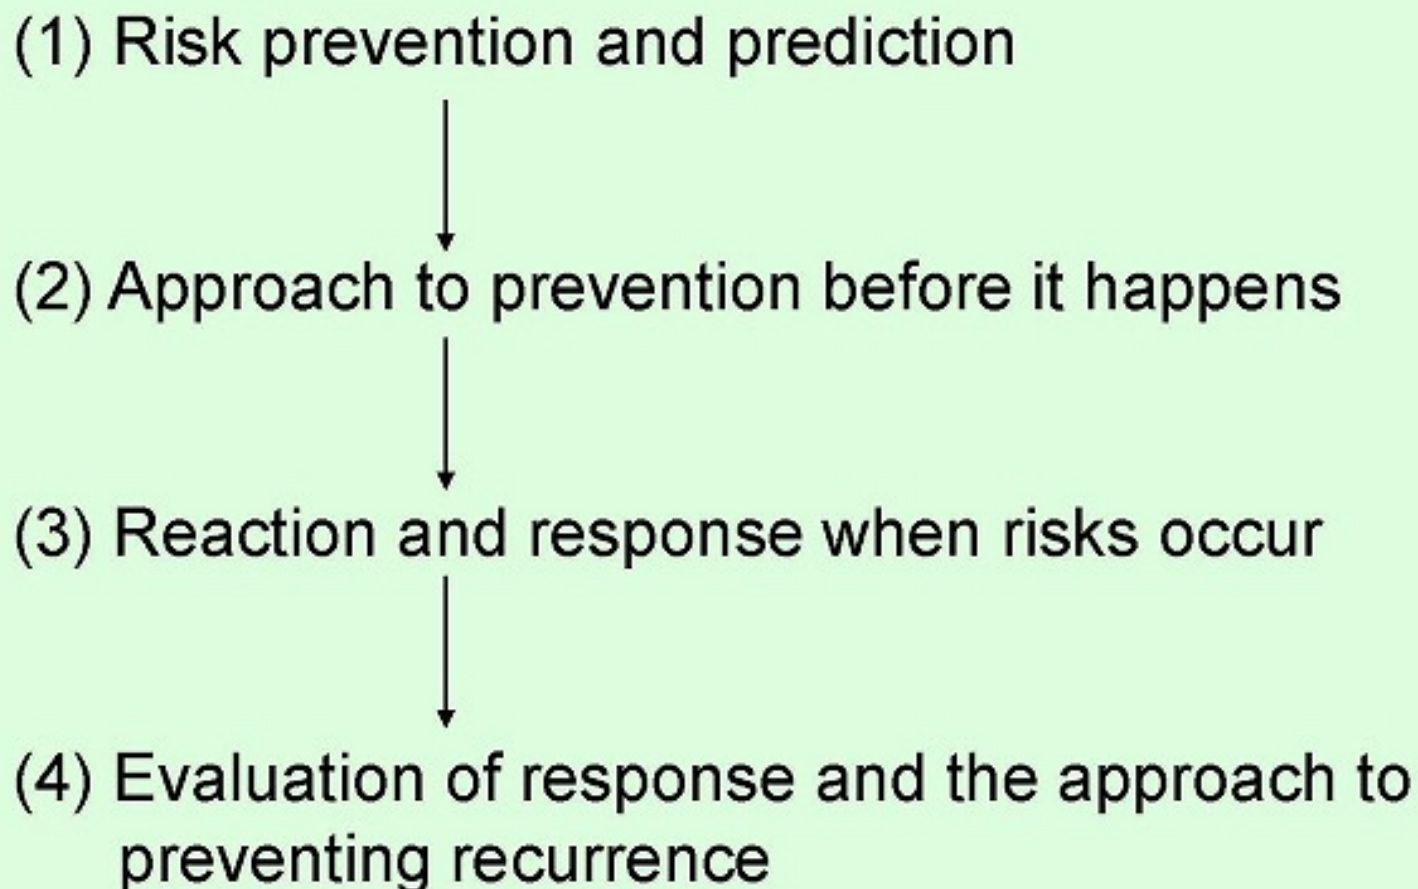 (1) Risk prevention and prediction
(2) Approach to prevention before it happens
(3) Reaction and response when risks occur
(4) Evaluation of response and the approach to
preventing recurrence